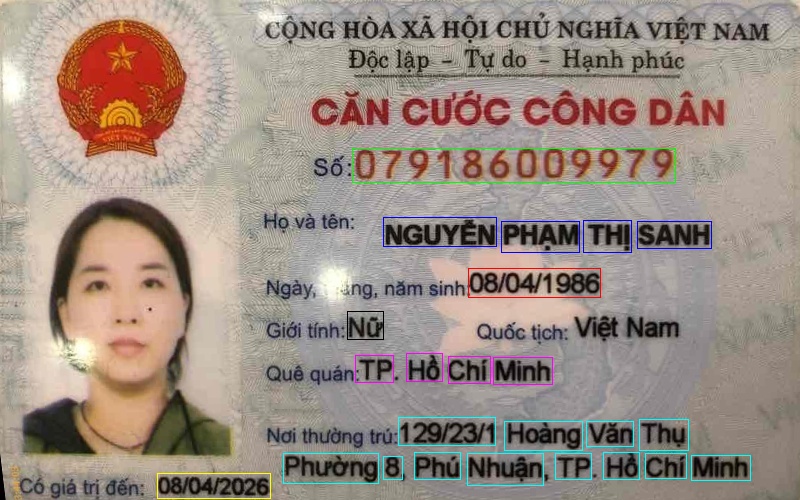 CỘNG HÒA XÃ HỘI CHỦ NGHĨA VIỆT NAM
Độc lập - Tự do - Hạnh phúc
CĂN CƯỚC CÔNG DÂN
Số: 079186009979
Họ và tên: NGUYỄN PHẠM THỊ SANH
Ngày, năm sinh: 08/04/1986
Giới tính: Nữ Quốc tịch: Việt Nam
Quê quán: TP. Hồ Chí Minh
Nơi thường trú: 129/23/1 Hoàng Văn Thụ
Phường 8, Phú Nhuận, TP. Hồ Chí Minh
Có giá trị đến: 08/04/2026